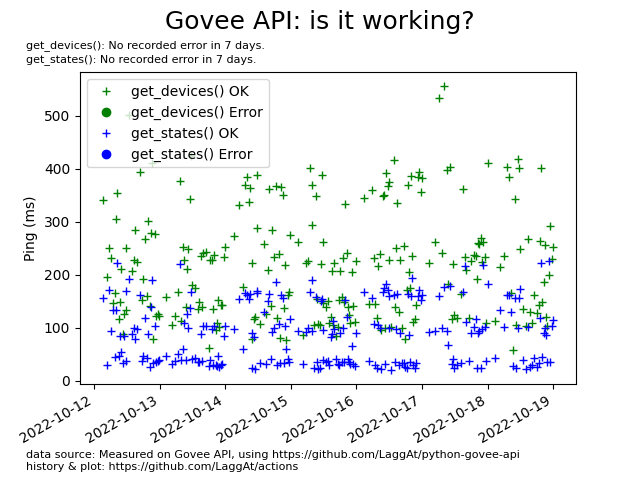 Govee API: is it working?
get_devices(): No recorded error in 7 days.
get_states(): No recorded error in 7 days.
get_devices() OK
get_devices() Error
get_states() OK
get_states() Error
Ping (ms)
500
400
300
200
100
0
2022-10-12
2022-10-13
2022-10-14
2022-10-15
2022-10-16
2022-10-17
2022-10-18
2022-10-19
data source: Measured on Govee API, using https://github.com/LaggAt/python-govee-api
history & plot: https://github.com/LaggAt/actions